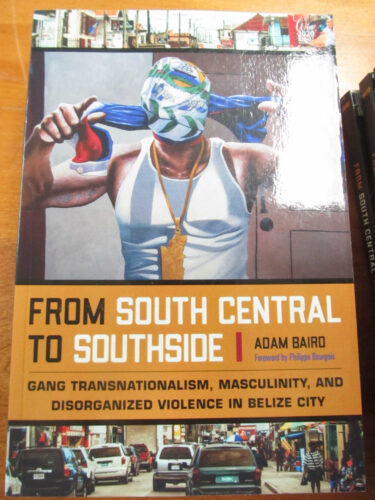 FROM SOUTH CENTRAL
TO SOUTHSIDE
ADAM BAIRD
Foreword by Philippe Bourgois
GANG TRANSNATIONALISM, MASCULINITY, AND
DISORGANIZED VIOLENCE IN BELIZE CITY
FROM SOUTH CENTRAL